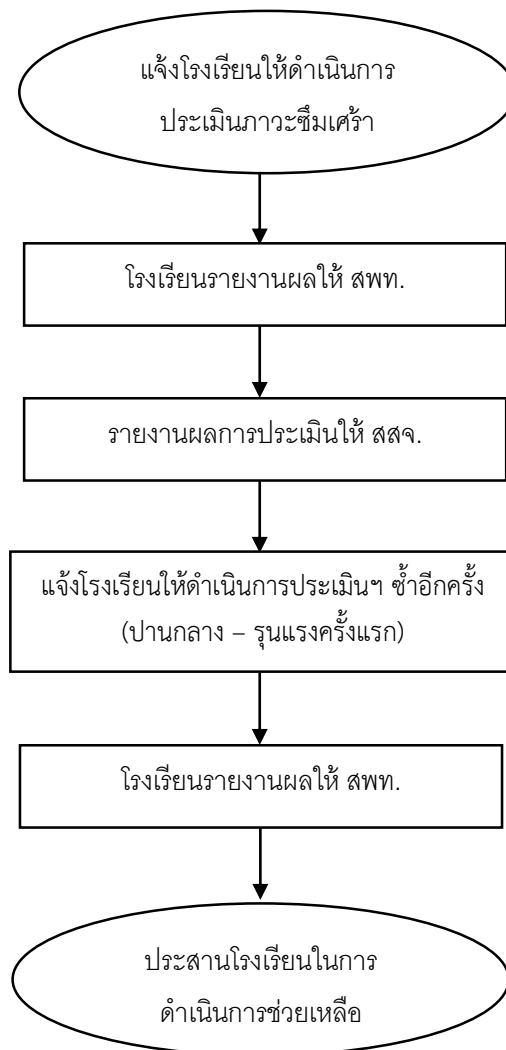 แจ้งโรงเรียนให้ดำเนินการ
ประเมินภาวะซึมเศร้า
โรงเรียนรายงานผลให้ สพท.
รายงานผลการประเมินให้ สสจ.
แจ้งโรงเรียนให้ดำเนินการประเมินฯ ซ้ำอีกครั้ง
(ปานกลาง – รุนแรงครั้งแรก)
โรงเรียนรายงานผลให้ สพท.
ประสานโรงเรียนในการ
ดำเนินการช่วยเหลือ